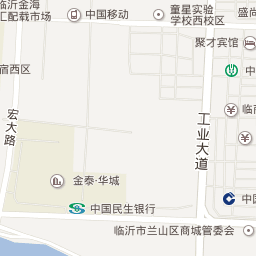 临沂金海
汇配载市场
中国移动
童星实验
学校西校区
盛尚
聚才宾馆
宿西区
中
临商
宏大路
工业大道
金泰·华城
中国民生银行
中国
临沂市兰山区商城管委会